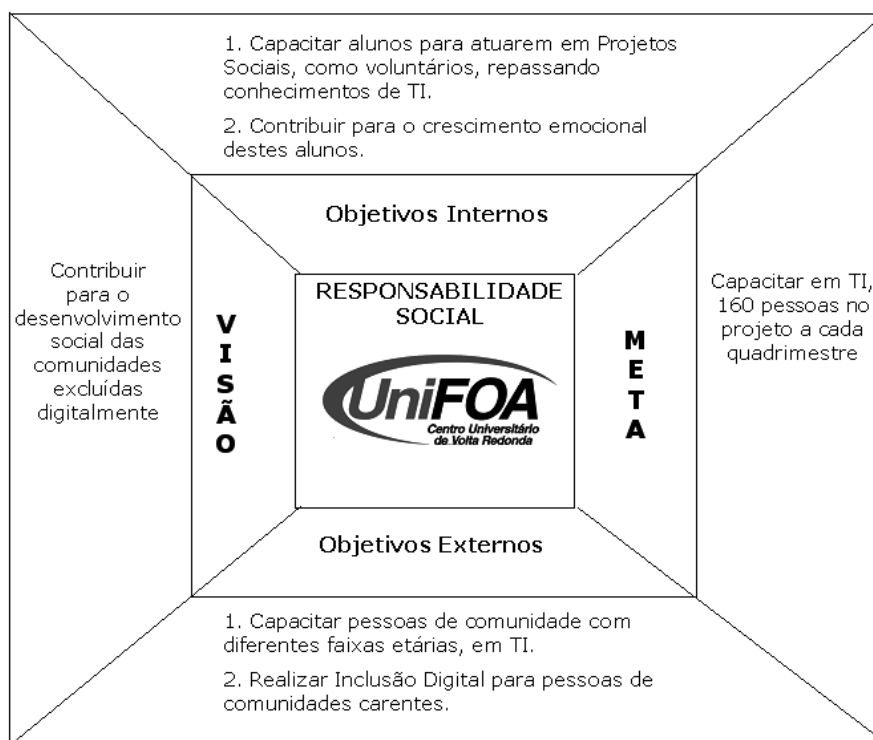 1. Capacitar alunos para atuarem em Projetos
Sociais, como voluntários, repassando
conhecimentos de TI.
2. Contribuir para o crescimento emocional
destes alunos.
Objetivos Internos
Contribuir
para o
desenvolvimento
social das
comunidades
excluídas
digitalmente
VISÃO
RESPONSABILIDADE
SOCIAL
UniFOA
Centro Universitário
de Volta Redonda
META
Capacitar em TI,
160 pessoas no
projeto a cada
quadrimestre
Objetivos Externos
1. Capacitar pessoas de comunidade com
diferentes faixas etárias, em TI.
2. Realizar Inclusão Digital para pessoas de
comunidades carentes.